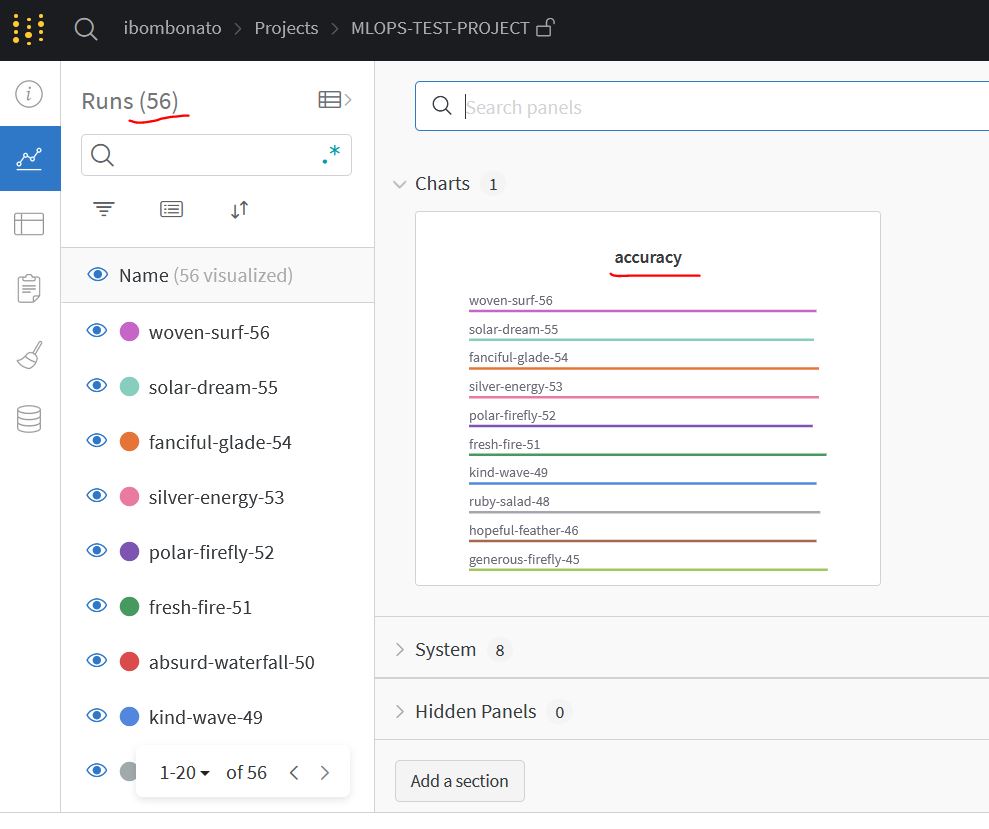 ibombonato > Projects > MLOPS-TEST-PROJECT
Runs (56)
Search panels
.*
Charts 1
Name (56 visualized)
woven-surf-56
solar-dream-55
fanciful-glade-54
silver-energy-53
polar-firefly-52
fresh-fire-51
absurd-waterfall-50
kind-wave-49
1-20 of 56
accuracy
woven-surf-56
solar-dream-55
fanciful-glade-54
silver-energy-53
polar-firefly-52
fresh-fire-51
kind-wave-49
ruby-salad-48
hopeful-feather-46
generous-firefly-45
System 8
Hidden Panels 0
Add a section